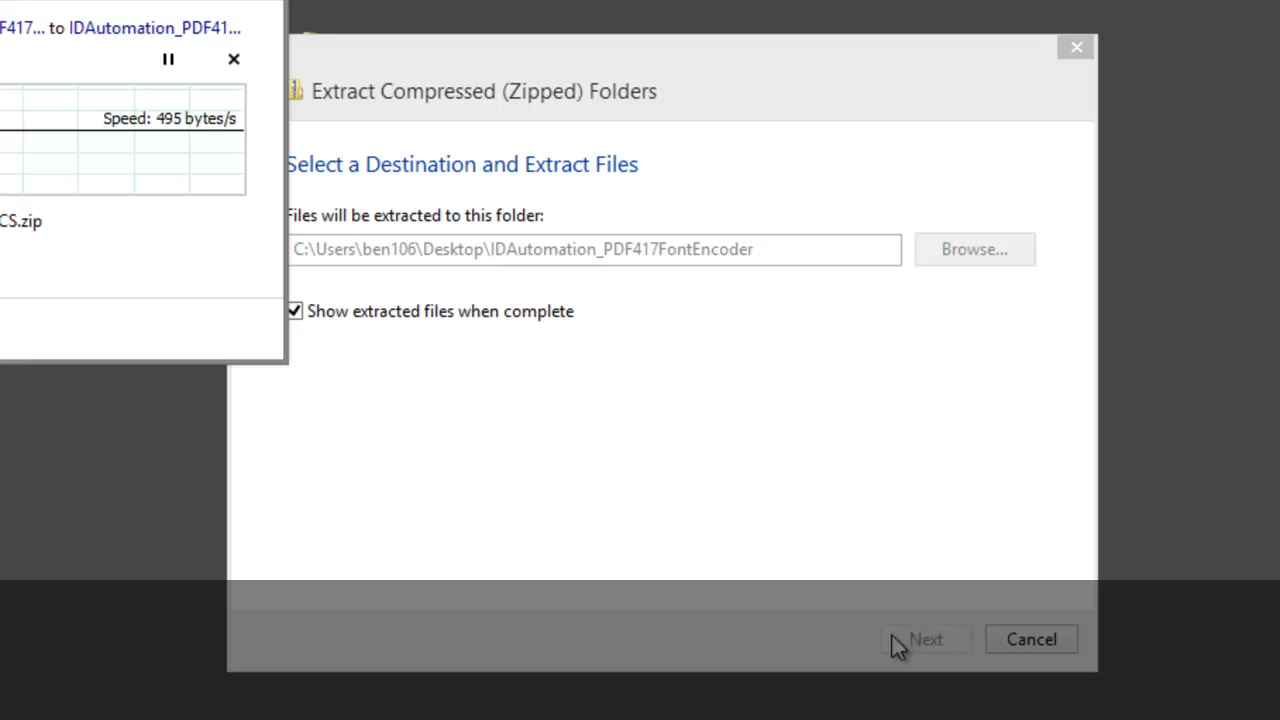 F417... to IDAutomation_PDF41...
Speed: 495 bytes/s
CS.zip
Extract Compressed (Zipped) Folders
Select a Destination and Extract Files
Files will be extracted to this folder:
C:\Users\ben106\Desktop\IDAutomation_PDF417FontEncoder
Browse...
Show extracted files when complete
Next
Cancel